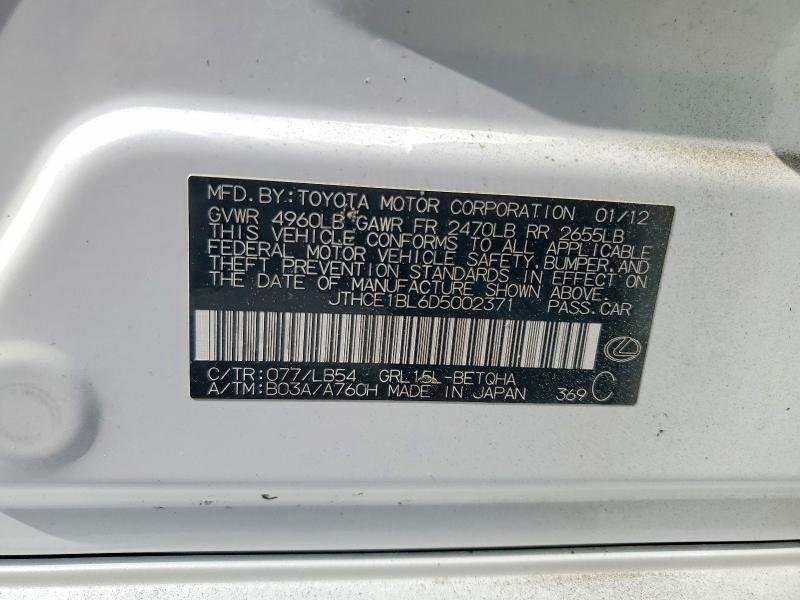 MFD. BY: TOYOTA MOTOR CORPORATION 01/12
GVWR 4960LB GAWR FR 2470LB RR 2655LB
THIS VEHICLE CONFORMS TO ALL APPLICABLE
FEDERAL MOTOR VEHICLE SAFETY, BUMPER, AND
THEFT PREVENTION STANDARDS IN EFFECT ON
THE DATE OF MANUFACTURE SHOWN ABOVE.
JTHCE1BL6D5002371 PASS. CAR
C/TR: 077/LB54 GRL15L-BETQHA
A/TM: B03A/A760H MADE IN JAPAN 369 C